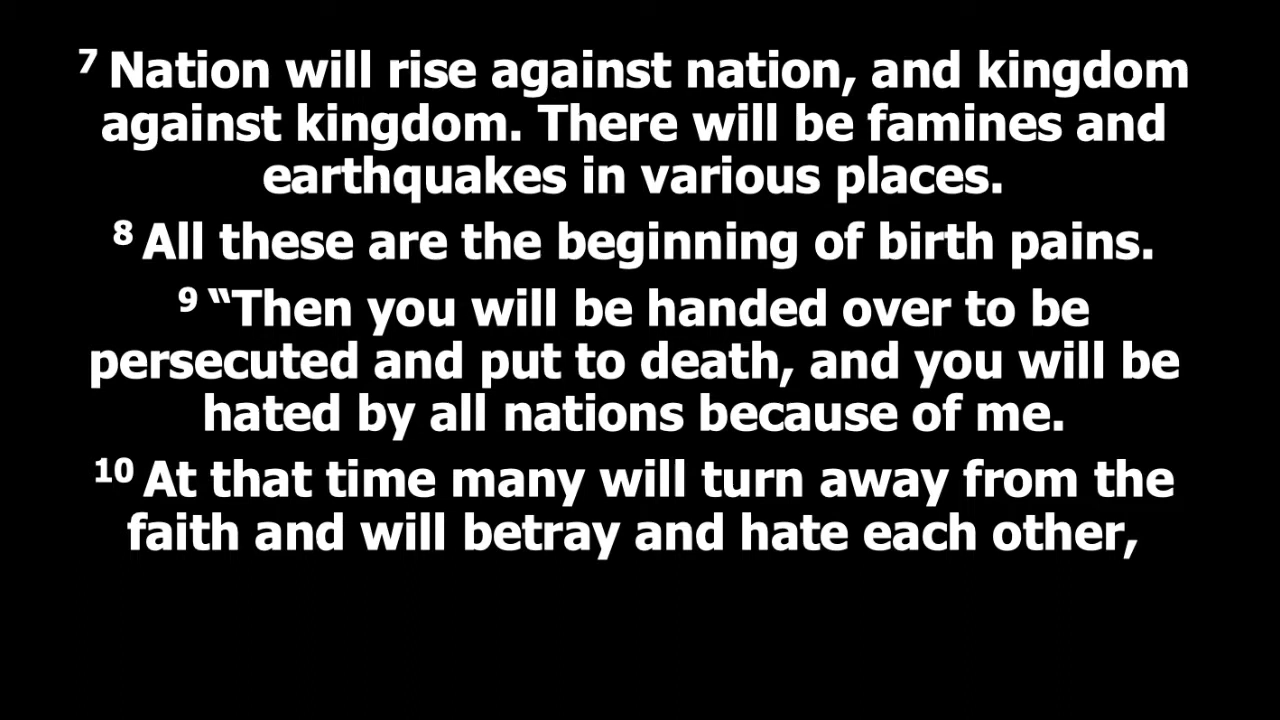 7 Nation will rise against nation, and kingdom
against kingdom. There will be famines and
earthquakes in various places.
8 All these are the beginning of birth pains.
9 “Then you will be handed over to be
persecuted and put to death, and you will be
hated by all nations because of me.
10 At that time many will turn away from the
faith and will betray and hate each other,